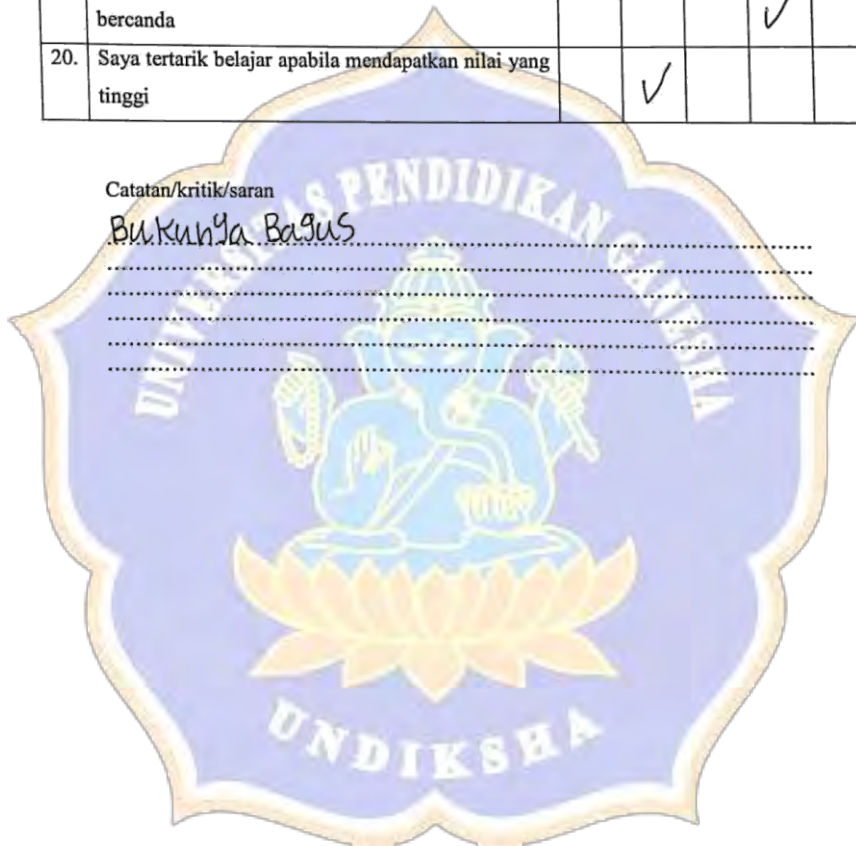 bercanda ✓
20. Saya tertarik belajar apabila mendapatkan nilai yang ✓
tinggi
Catatan/kritik/saran
Bukunya Bagus
UNIVERSITAS PENDIDIKAN GANESHA
UNDIKSHA